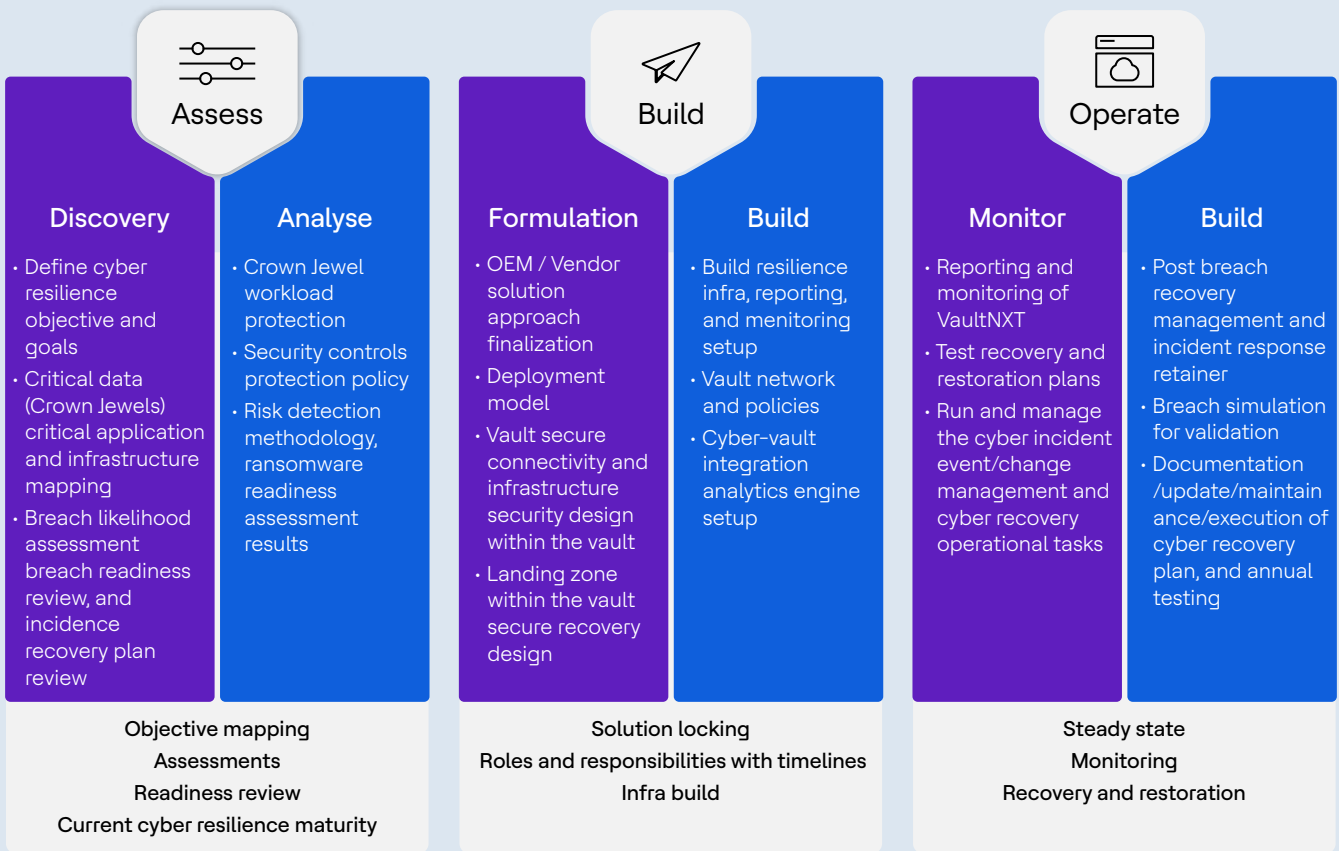 Assess
Discovery
• Define cyber
resilience
objective and
goals
• Critical data
(Crown Jewels)
critical application
and infrastructure
mapping
• Breach likelihood
assessment
breach readiness
review, and
incidence
recovery plan
review
Analyse
• Crown Jewel
workload
protection
• Security controls
protection policy
• Risk detection
methodology,
ransomware
readiness
assessment
results
Objective mapping
Assessments
Readiness review
Current cyber resilience maturity
Build
Formulation
• OEM / Vendor
solution
approach
finalization
• Deployment
model
• Vault secure
connectivity and
infrastructure
security design
within the vault
• Landing zone
within the vault
secure recovery
design
Build
• Build resilience
infra, reporting,
and menitoring
setup
• Vault network
and policies
• Cyber-vault
integration
analytics engine
setup
Solution locking
Roles and responsibilities with timelines
Infra build
Operate
Monitor
• Reporting and
monitoring of
VaultNXT
• Test recovery and
restoration plans
• Run and manage
the cyber incident
event/change
management and
cyber recovery
operational tasks
Build
• Post breach
recovery
management and
incident response
retainer
• Breach simulation
for validation
• Documentation
/update/maintain
ance/execution of
cyber recovery
plan, and annual
testing
Steady state
Monitoring
Recovery and restoration